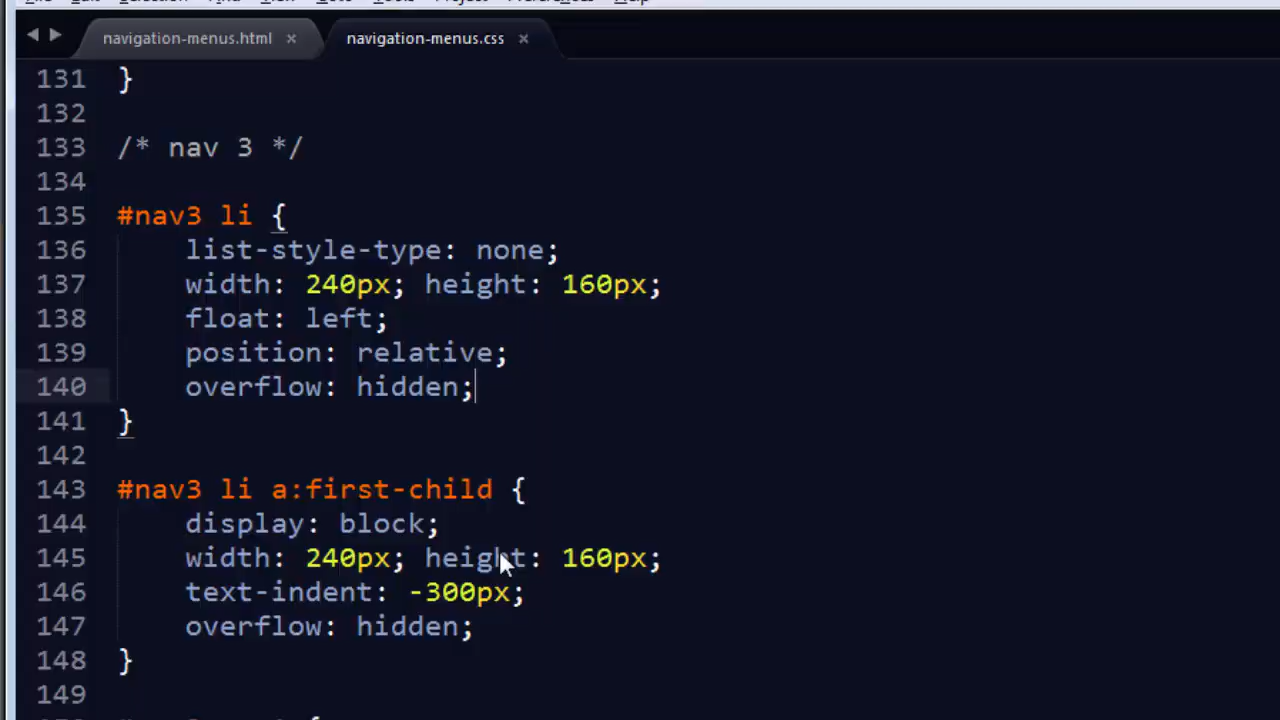 navigation-menus.html × navigation-menus.css ×
131 }
132
133 /* nav 3 */
134
135 #nav3 li {
136 list-style-type: none;
137 width: 240px; height: 160px;
138 float: left;
139 position: relative;
140 overflow: hidden;
141 }
142
143 #nav3 li a:first-child {
144 display: block;
145 width: 240px; height: 160px;
146 text-indent: -300px;
147 overflow: hidden;
148 }
149